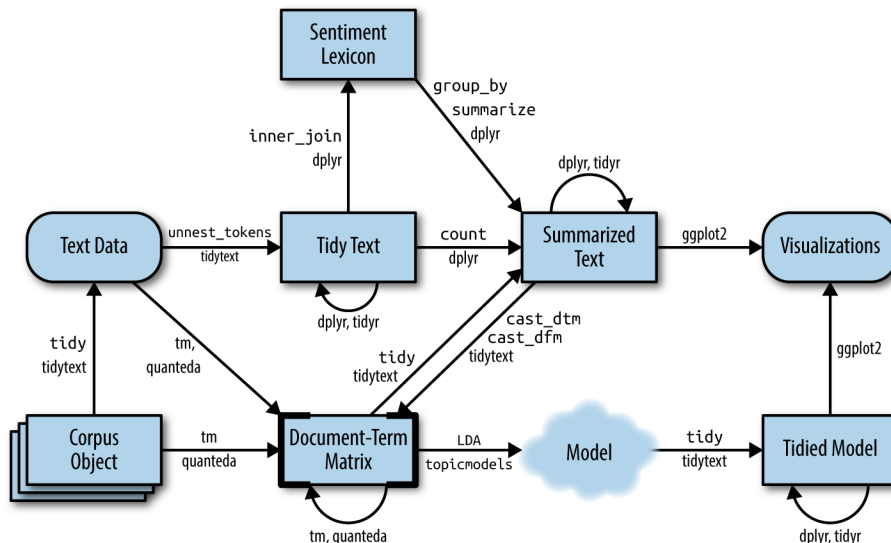 Sentiment
Lexicon
group_by
summarize
dplyr
inner_join
dplyr
dplyr, tidyr
Text Data
unnest_tokens
tidytext
Tidy Text
count
dplyr
Summarized
Text
ggplot2
Visualizations
dplyr, tidyr
tidy
tidytext
tm,
quanteda
tidy
tidytext
cast_dtm
cast_dfm
tidytext
ggplot2
Corpus
Object
tm
quanteda
Document-Term
Matrix
LDA
topicmodels
Model
tidy
tidytext
Tidied Model
tm, quanteda
dplyr, tidyr